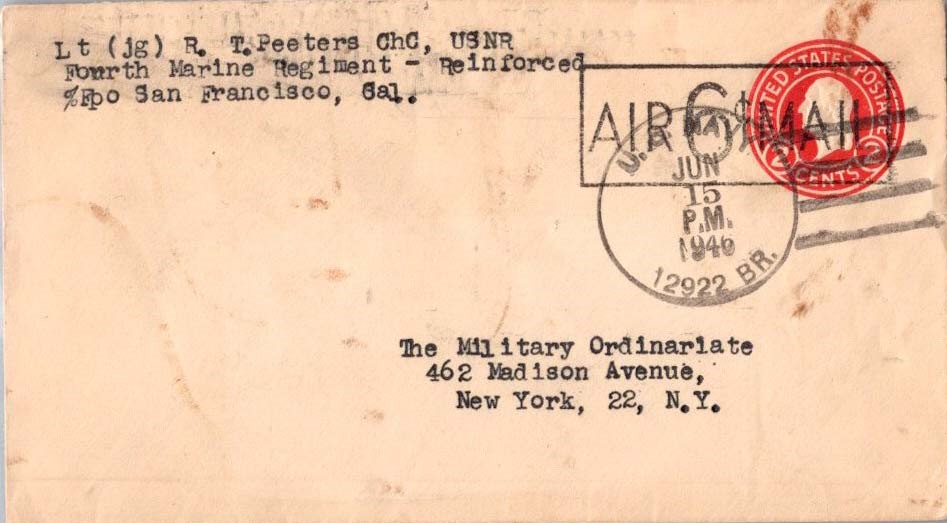 Lt (jg) R. T.Peeters ChC, USNR
Fourth Marine Regiment - Reinforced
%Fpo San Francisco, Cal.
UNITED STATES POSTAGE
2 CENTS 2
AIR 6¢ MAIL
U.S. NAVY
JUN
15
P.M.
1946
12922 BR.
The Military Ordinariate
462 Madison Avenue,
New York, 22, N.Y.